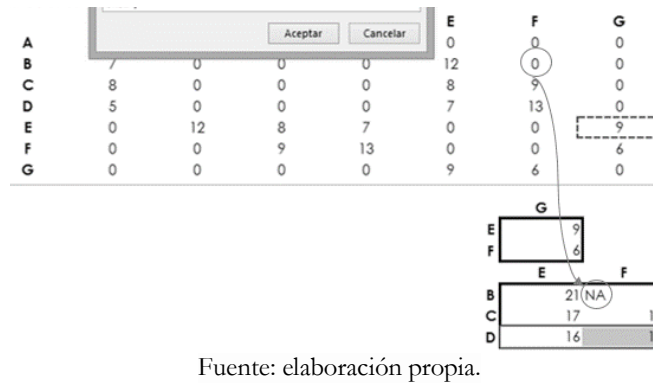 Aceptar Cancelar
E F G
A 0 0 0
B 7 0 0 0 12 0 0
C 8 0 0 0 8 9 0
D 5 0 0 0 7 13 0
E 0 12 8 7 0 0 9
F 0 0 9 13 0 0 6
G 0 0 0 0 9 6 0
G
E 9
F 6
E F
B 21 NA
C 17 1
D 16 1
Fuente: elaboración propia.